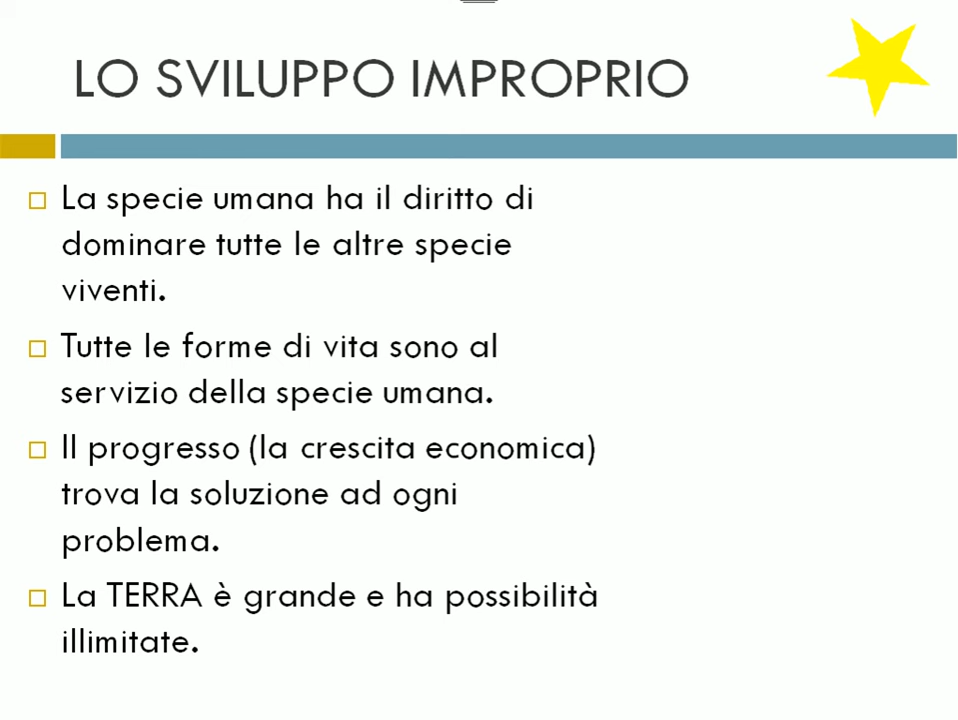 LO SVILUPPO IMPROPRIO
La specie umana ha il diritto di
dominare tutte le altre specie
viventi.
Tutte le forme di vita sono al
servizio della specie umana.
Il progresso (la crescita economica)
trova la soluzione ad ogni
problema.
La TERRA è grande e ha possibilità
illimitate.